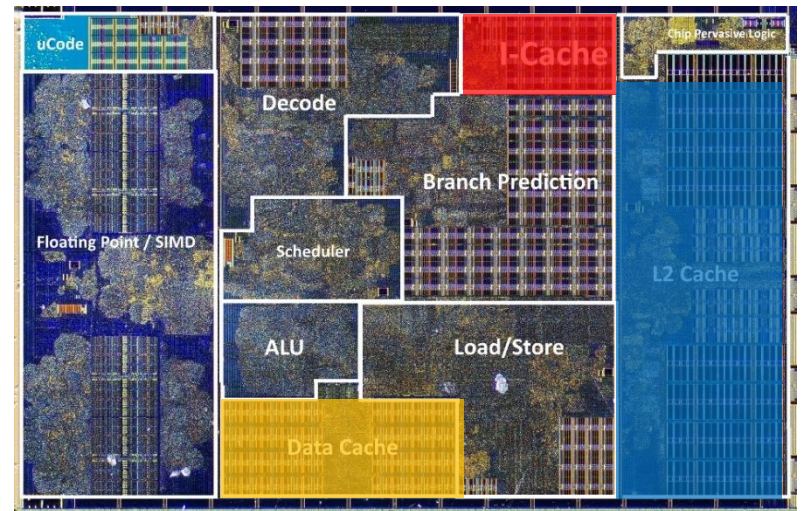 uCode
I-Cache
Chip Pervasive Logic
Decode
Branch Prediction
Floating Point / SIMD
Scheduler
L2 Cache
ALU
Load/Store
Data Cache